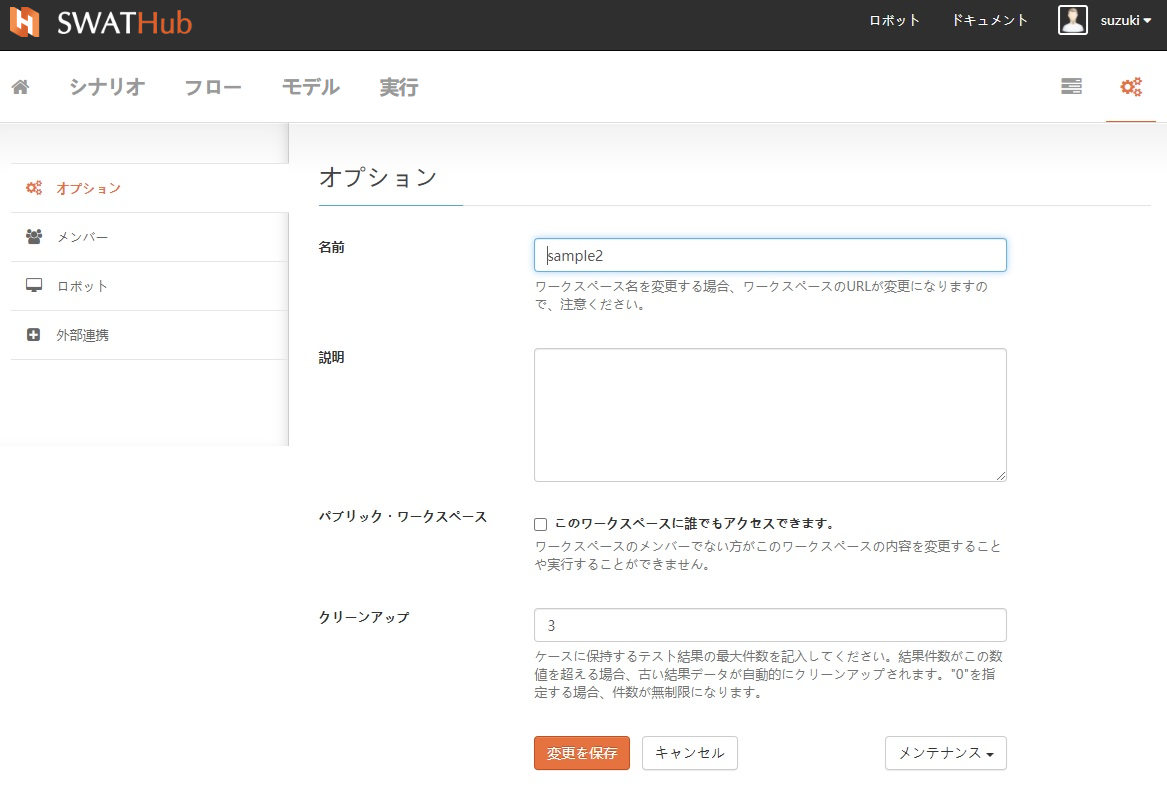 SWATHub
ロボット ドキュメント suzuki
シナリオ フロー モデル 実行
オプション
メンバー
ロボット
外部連携
オプション
名前
sample2
ワークスペース名を変更する場合、ワークスペースのURLが変更になりますの
で、注意ください。
説明
パブリック・ワークスペース
このワークスペースに誰でもアクセスできます。
ワークスペースのメンバーでない方がこのワークスペースの内容を変更すること
や実行することができません。
クリーンアップ
3
ケースに保持するテスト結果の最大件数を記入してください。結果件数がこの数
値を超える場合、古い結果データが自動的にクリーンアップされます。"0"を指
定する場合、件数が無制限になります。
変更を保存 キャンセル メンテナンス